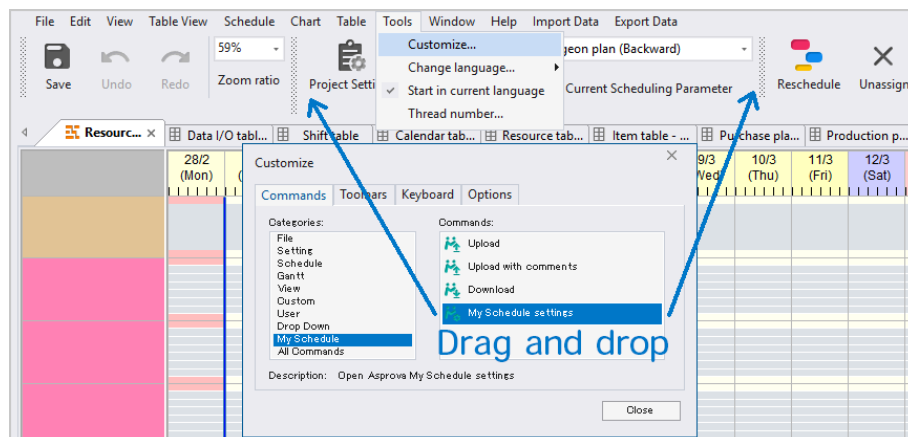 File Edit View Table View Schedule Chart Table Tools Window Help Import Data Export Data
59%
Save Undo Redo Zoom ratio
Project Setti
Customize...
Change language...
Start in current language
Thread number...
geon plan (Backward)
Current Scheduling Parameter
Reschedule Unassign
Resourc... × Data I/O tabl... Shift table Calendar tab... Resource tab... Item table - ... Purchase pla... Production p...
28/2 9/3 10/3 11/3 12/3
(Mon) Wed) (Thu) (Fri) (Sat)
Customize
Commands Toolbars Keyboard Options
Categories: Commands:
File
Setting
Schedule
Gantt
View
Custom
User
Drop Down
My Schedule
All Commands
Upload
Upload with comments
Download
My Schedule settings
Drag and drop
Description: Open Asprova My Schedule settings
Close